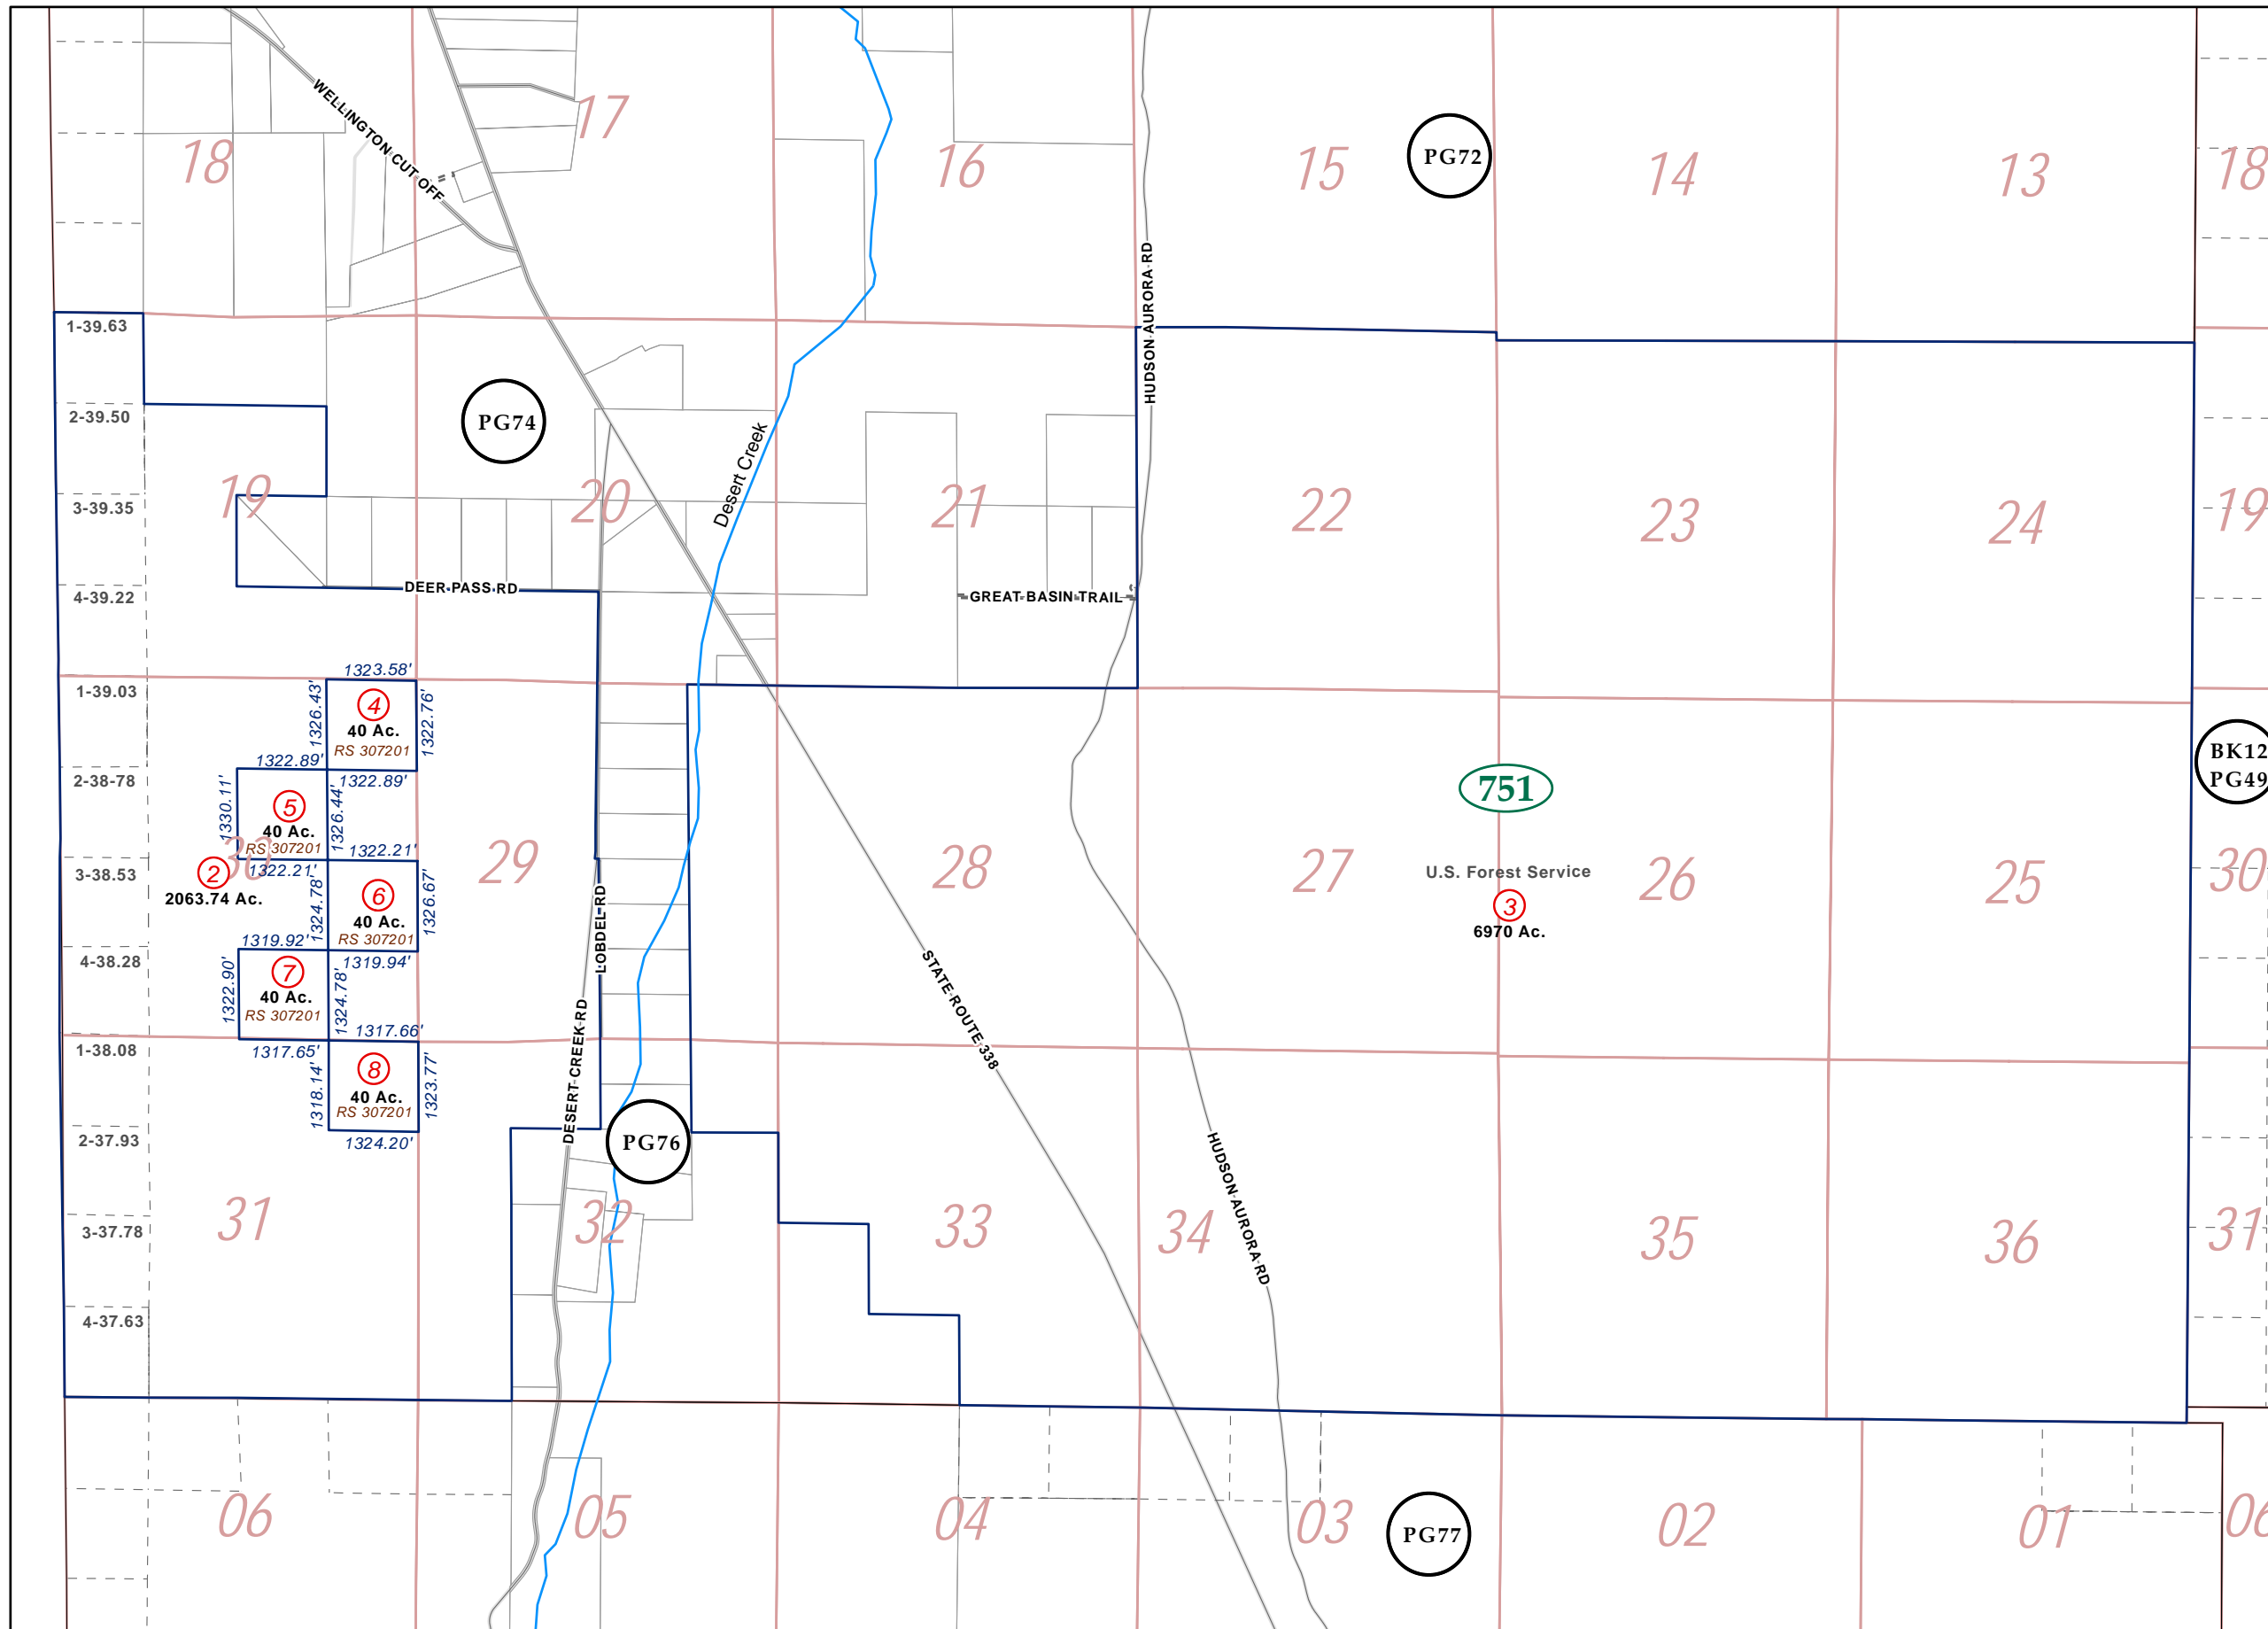 WELLINGTON CUT OFF
17
18
16
15
PG72
14
13
18
HUDSON AURORA RD
1-39.63
2-39.50
PG74
Desert Creek
19
3-39.35
20
21
22
23
24
19
DEER PASS RD
GREAT BASIN TRAIL
4-39.22
1323.58'
1-39.03
1326.43'
4
40 Ac.
RS 307201
1322.76'
1322.89'
1322.89'
2-38-78
1330.11'
5
40 Ac.
RS 307201
1326.44'
30
1322.21'
1322.21'
751
BK12
PG49
3-38.53
2
2063.74 Ac.
1324.78'
6
40 Ac.
RS 307201
1326.67'
29
28
27
U.S. Forest Service
3
6970 Ac.
26
25
30
LOBDEL RD
1319.92'
1319.94'
4-38.28
1322.90'
7
40 Ac.
RS 307201
1324.78'
STATE ROUTE 338
DESERT CREEK RD
1317.66'
1317.65'
1-38.08
1318.14'
8
40 Ac.
RS 307201
1323.77'
1324.20'
2-37.93
PG76
HUDSON AURORA RD
31
3-37.78
32
33
34
35
36
31
4-37.63
06
05
04
03
PG77
02
01
06